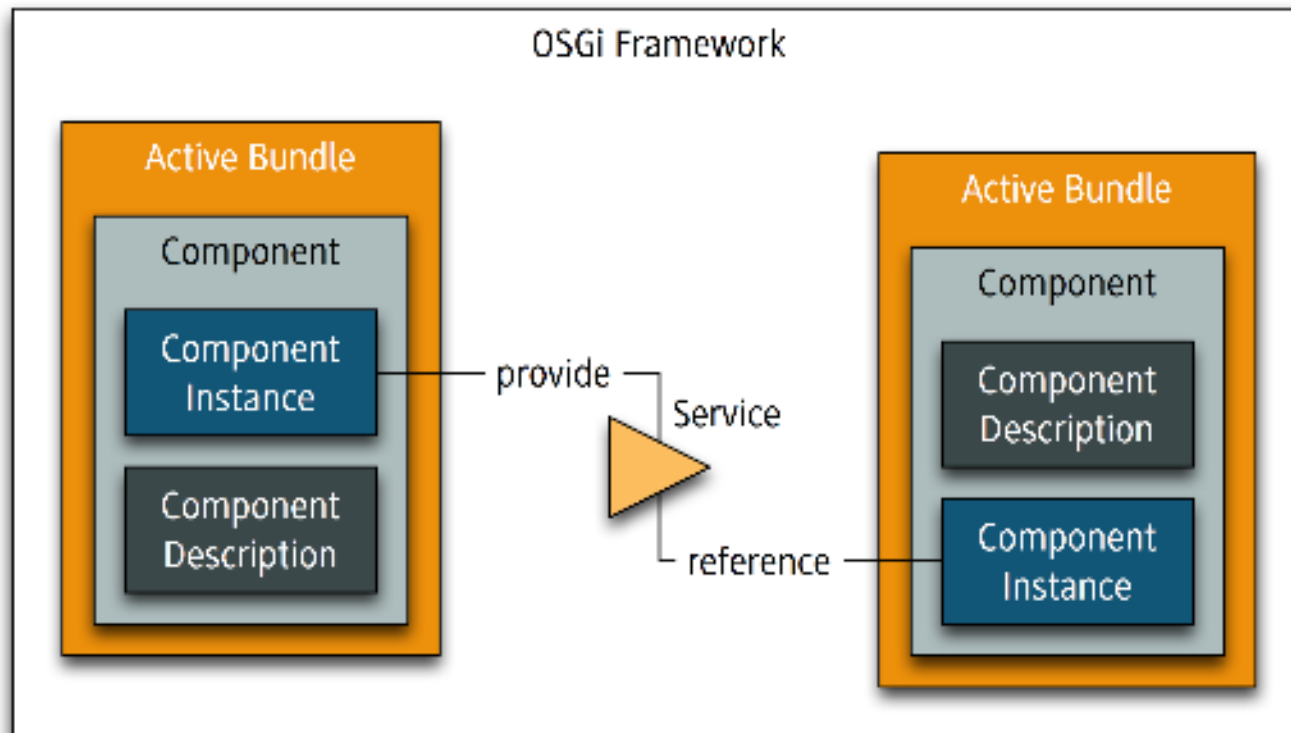 OSGi Framework
Active Bundle
Component
Component
Instance
Component
Description
provide
Service
reference
Active Bundle
Component
Component
Description
Component
Instance